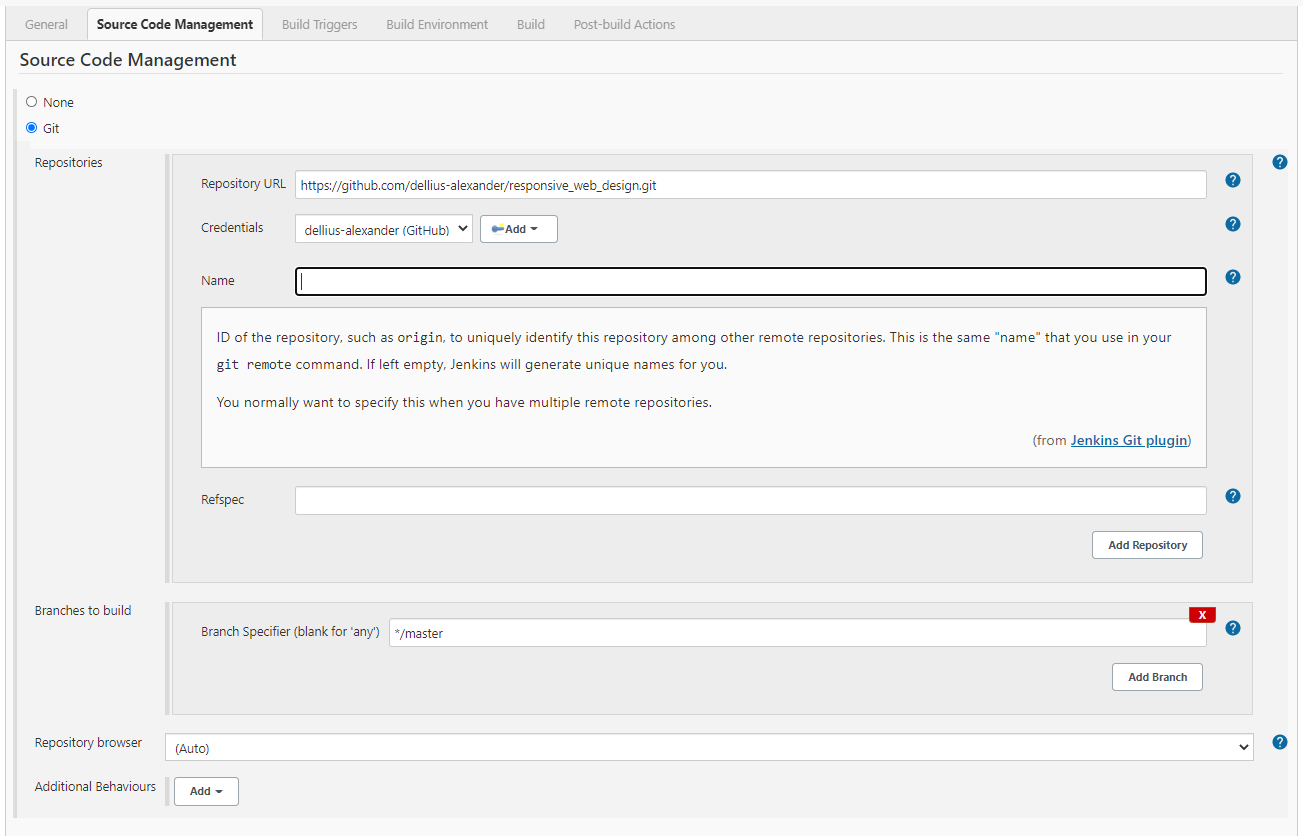 General Source Code Management Build Triggers Build Environment Build Post-build Actions
Source Code Management
None
Git
Repositories
?
Repository URL https://github.com/dellius-alexander/responsive_web_design.git ?
Credentials dellius-alexander (GitHub) Add ?
Name ?
ID of the repository, such as origin, to uniquely identify this repository among other remote repositories. This is the same "name" that you use in your
git remote command. If left empty, Jenkins will generate unique names for you.
You normally want to specify this when you have multiple remote repositories.
(from Jenkins Git plugin)
Refspec ?
Add Repository
Branches to build
X
Branch Specifier (blank for 'any') */master ?
Add Branch
Repository browser (Auto) ?
Additional Behaviours Add